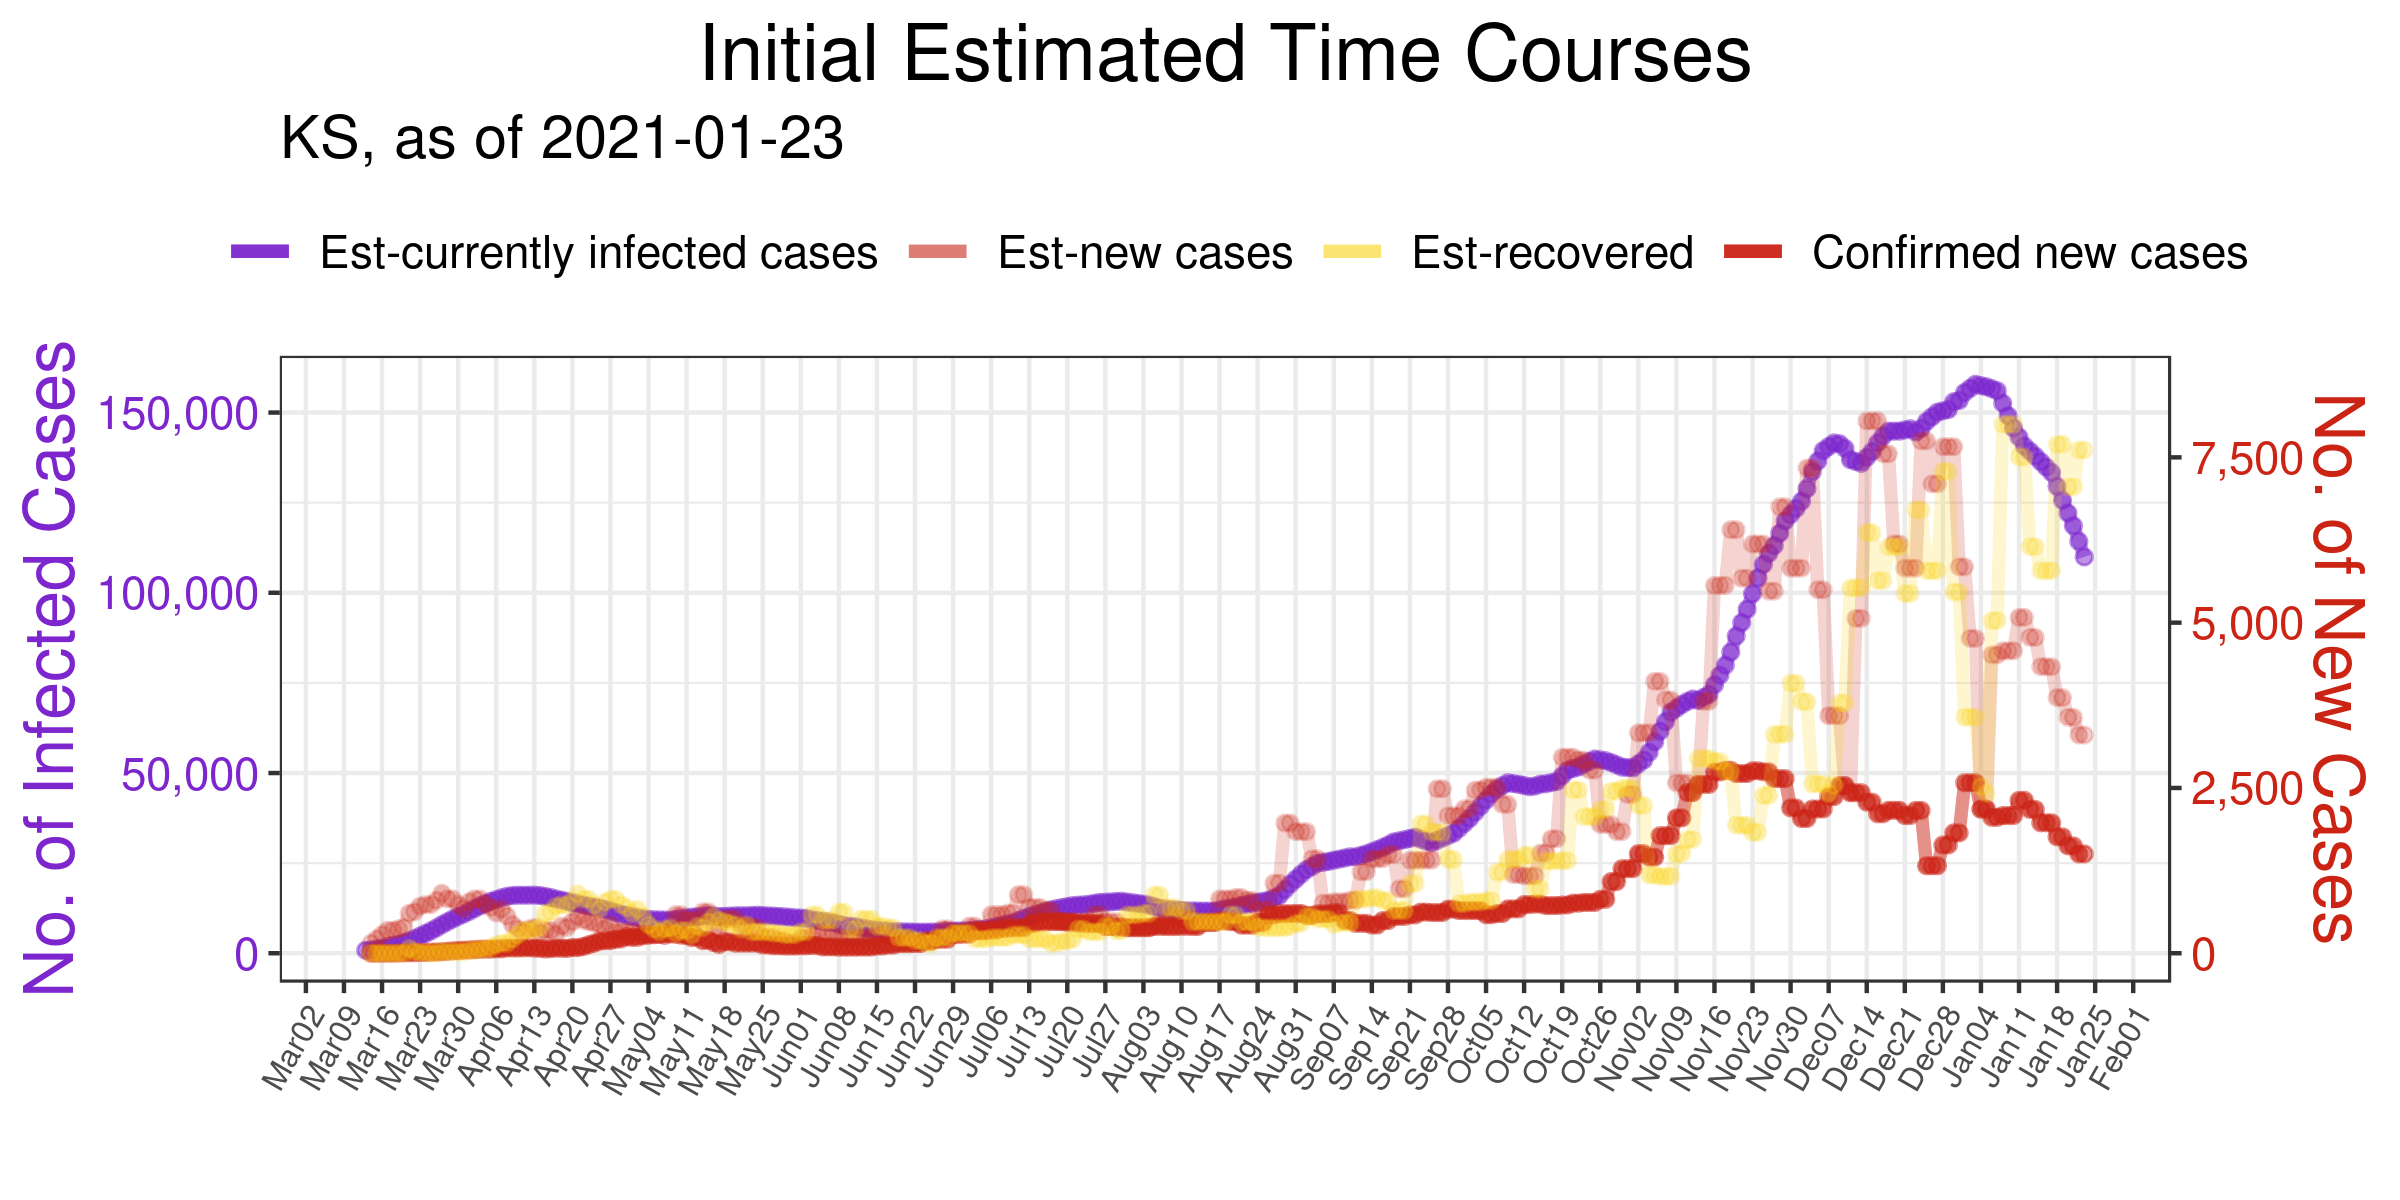 Initial Estimated Time Courses
KS, as of 2021-01-23
Est-currently infected cases Est-new cases Est-recovered Confirmed new cases
No. of Infected Cases
150,000
100,000
50,000
0
No. of New Cases
7,500
5,000
2,500
0
Mar02 Mar09 Mar16 Mar23 Mar30 Apr06 Apr13 Apr20 Apr27 May04 May11 May18 May25 Jun01 Jun08 Jun15 Jun22 Jun29 Jul06 Jul13 Jul20 Jul27 Aug03 Aug10 Aug17 Aug24 Aug31 Sep07 Sep14 Sep21 Sep28 Oct05 Oct12 Oct19 Oct26 Nov02 Nov09 Nov16 Nov23 Nov30 Dec07 Dec14 Dec21 Dec28 Jan04 Jan11 Jan18 Jan25 Feb01